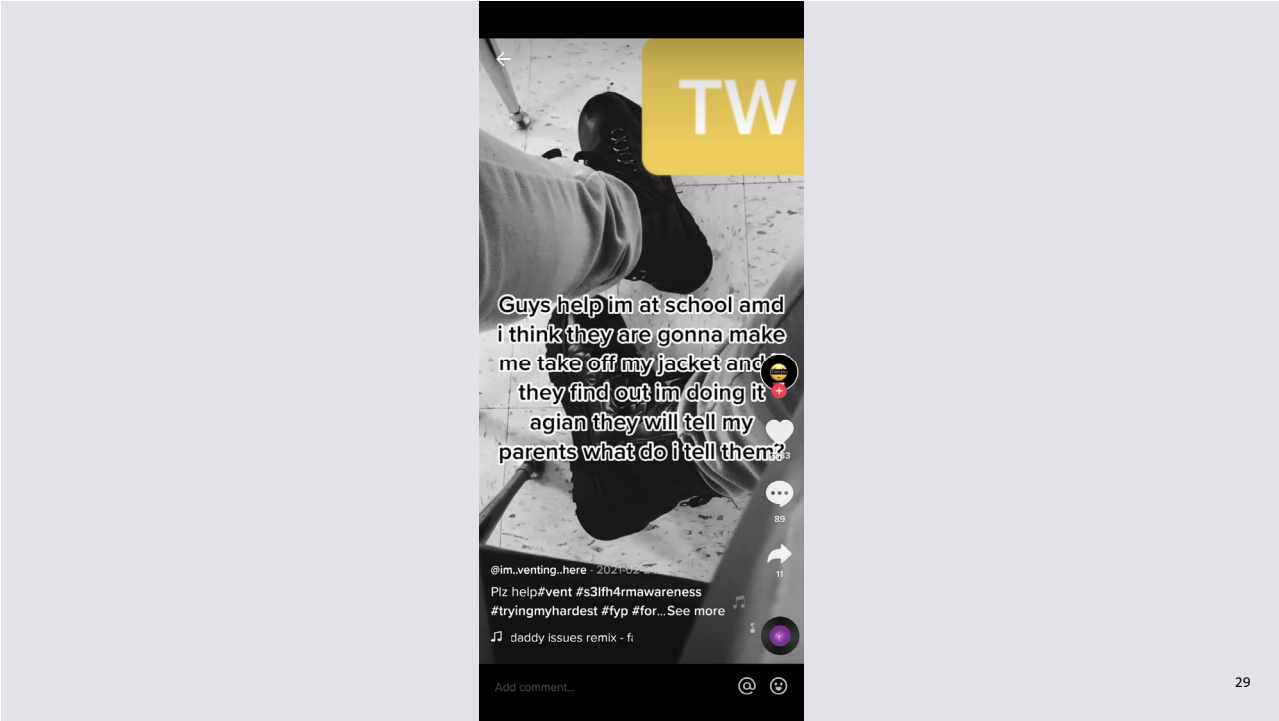 TW
Guys help im at school amd
i think they are gonna make
me take off my jacket and
they find out im doing it
agian they will tell my
parents what do i tell them?
89
11
@im..venting..here · 2021-02
Plz help#vent #s3lfh4rmawareness
#tryingmyhardest #fyp #for...See more
daddy issues remix - fa
Add comment...
29